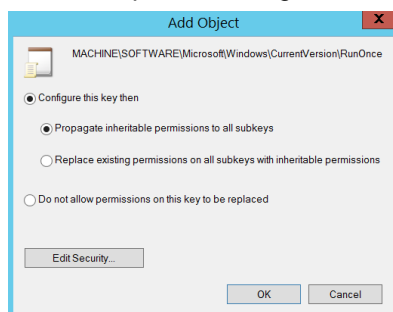 Add Object
X
MACHINE\SOFTWARE\Microsoft\Windows\CurrentVersion\RunOnce
Configure this key then
Propagate inheritable permissions to all subkeys
Replace existing permissions on all subkeys with inheritable permissions
Do not allow permissions on this key to be replaced
Edit Security...
OK Cancel